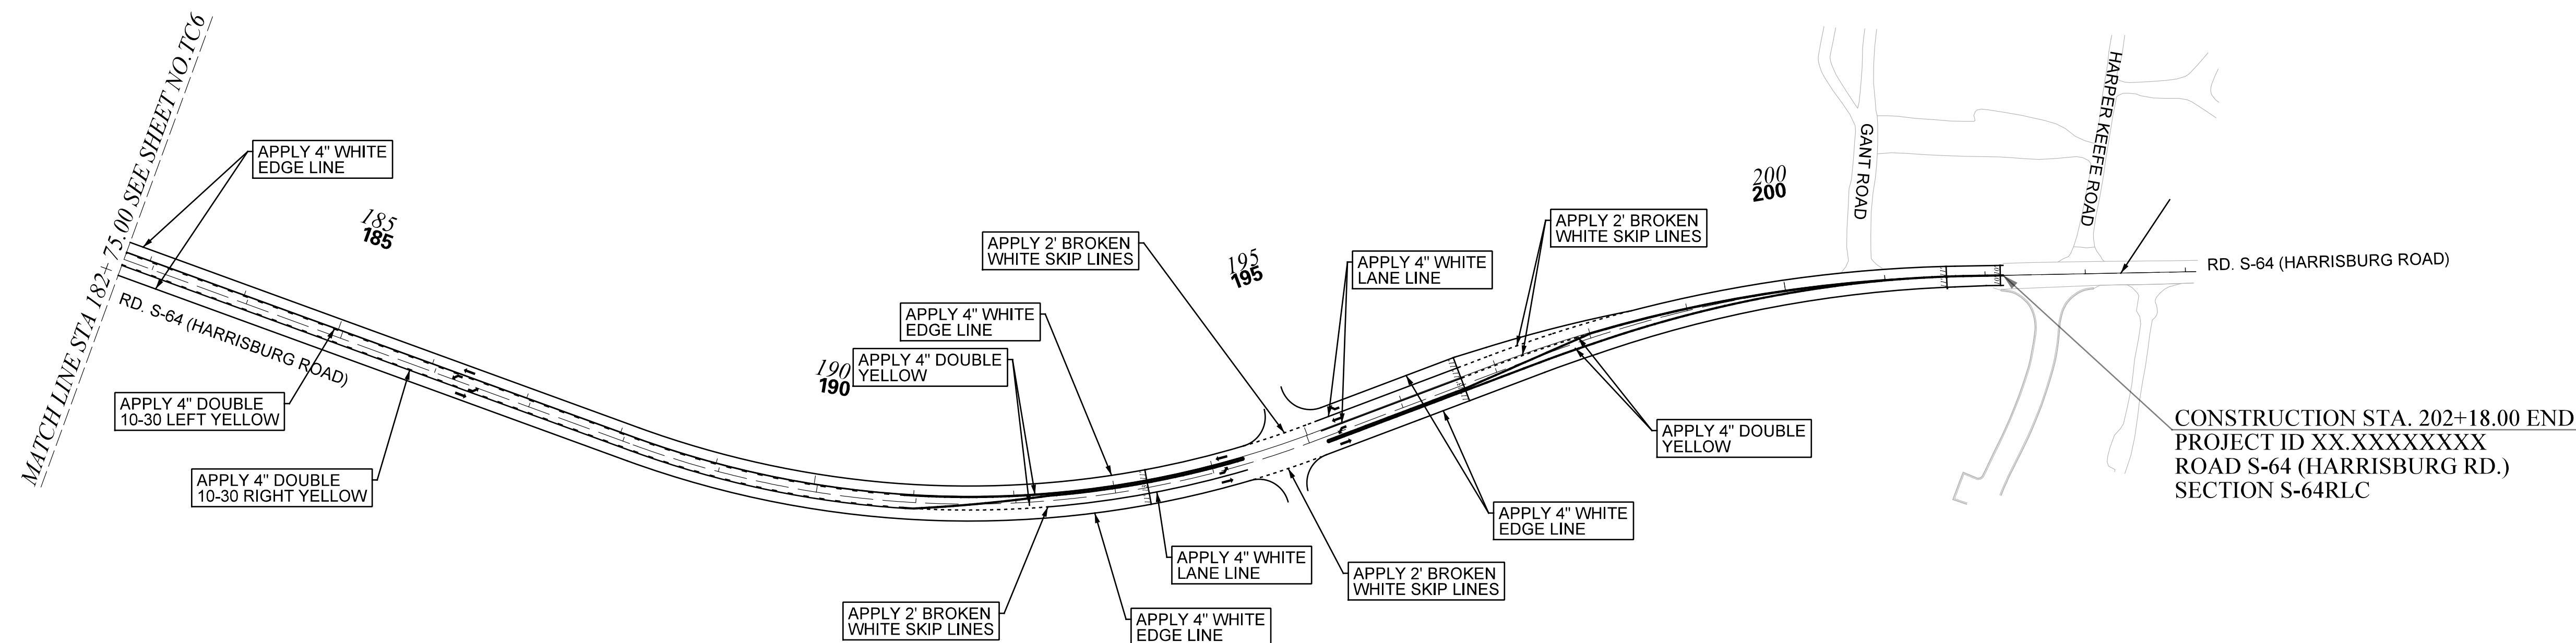 MATCH LINE STA 182+ 75.00 SEE SHEET NO.TC6
APPLY 4" WHITE
EDGE LINE
185
185
RD. S-64 (HARRISBURG ROAD)
APPLY 4" DOUBLE
10-30 LEFT YELLOW
APPLY 4" DOUBLE
10-30 RIGHT YELLOW
190
190
APPLY 4" WHITE
EDGE LINE
APPLY 4" DOUBLE
YELLOW
APPLY 2' BROKEN
WHITE SKIP LINES
195
195
APPLY 4" WHITE
LANE LINE
APPLY 2' BROKEN
WHITE SKIP LINES
200
200
GANT ROAD
HARPER KEEFE ROAD
RD. S-64 (HARRISBURG ROAD)
APPLY 4" DOUBLE
YELLOW
APPLY 4" WHITE
EDGE LINE
APPLY 4" WHITE
LANE LINE
APPLY 2' BROKEN
WHITE SKIP LINES
APPLY 2' BROKEN
WHITE SKIP LINES
APPLY 4" WHITE
EDGE LINE
CONSTRUCTION STA. 202+18.00 END
PROJECT ID XX.XXXXXXXX
ROAD S-64 (HARRISBURG RD.)
SECTION S-64RLC